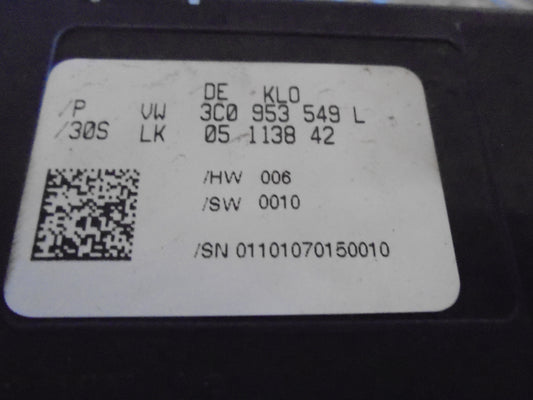 DE KLO
/P VW 3C0 953 549 L
/30S LK 05 1138 42
/HW 006
/SW 0010
/SN 01101070150010